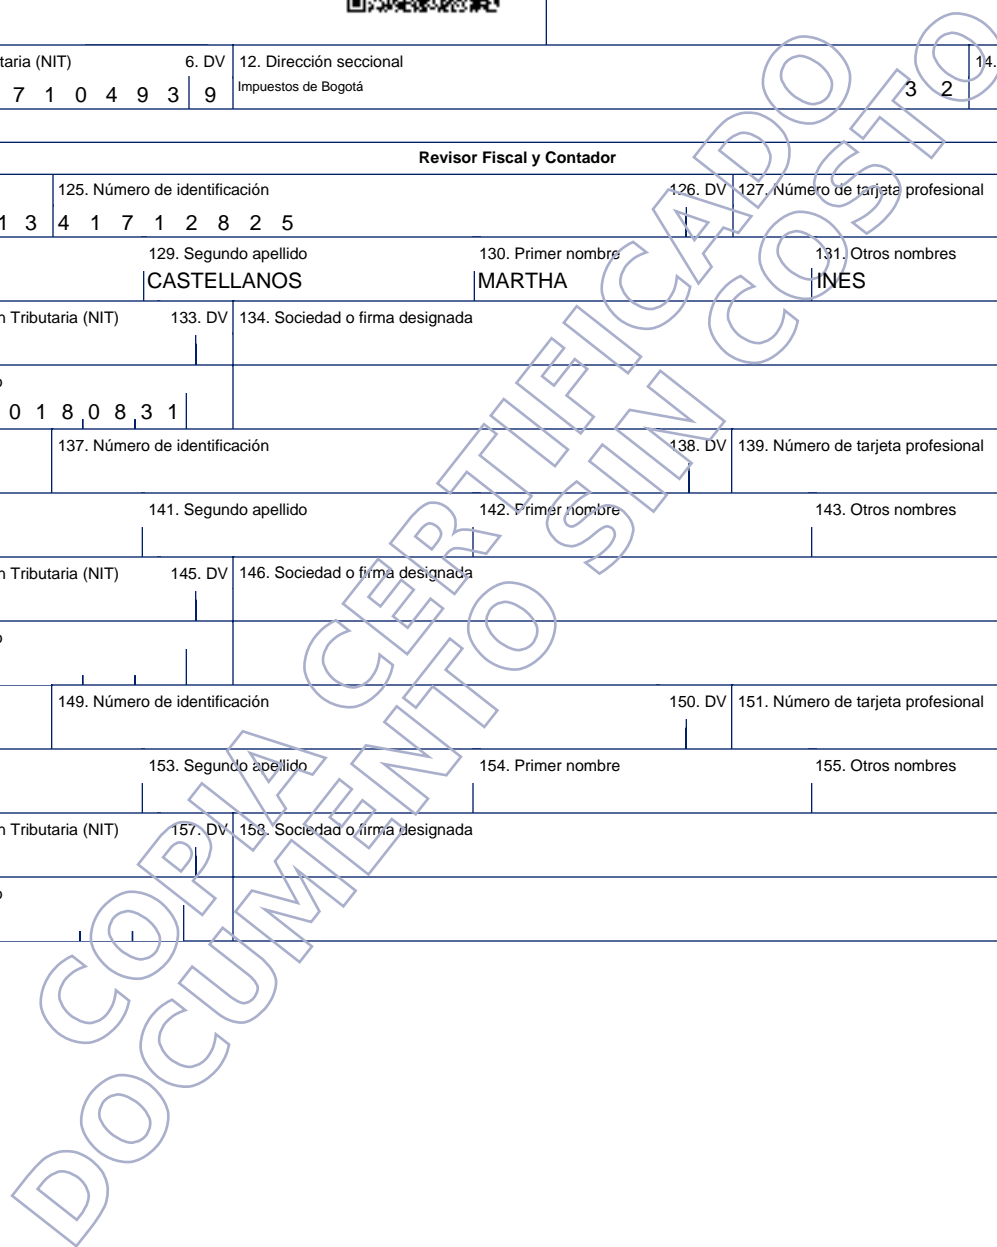 taria (NIT) 6. DV 12. Dirección seccional 14.
7 1 0 4 9 3 9 Impuestos de Bogotá 3 2
Revisor Fiscal y Contador
125. Número de identificación 126. DV 127. Número de tarjeta profesional
1 3 4 1 7 1 2 8 2 5
129. Segundo apellido 130. Primer nombre 131. Otros nombres
CASTELLANOS MARTHA INES
n Tributaria (NIT) 133. DV 134. Sociedad o firma designada
o
0 1 8 0 8 3 1
137. Número de identificación 138. DV 139. Número de tarjeta profesional
141. Segundo apellido 142. Primer nombre 143. Otros nombres
n Tributaria (NIT) 145. DV 146. Sociedad o firma designada
o
149. Número de identificación 150. DV 151. Número de tarjeta profesional
153. Segundo apellido 154. Primer nombre 155. Otros nombres
n Tributaria (NIT) 157. DV 158. Sociedad o firma designada
o
COPIA CERTIFICADO
DOCUMENTO SIN COSTO